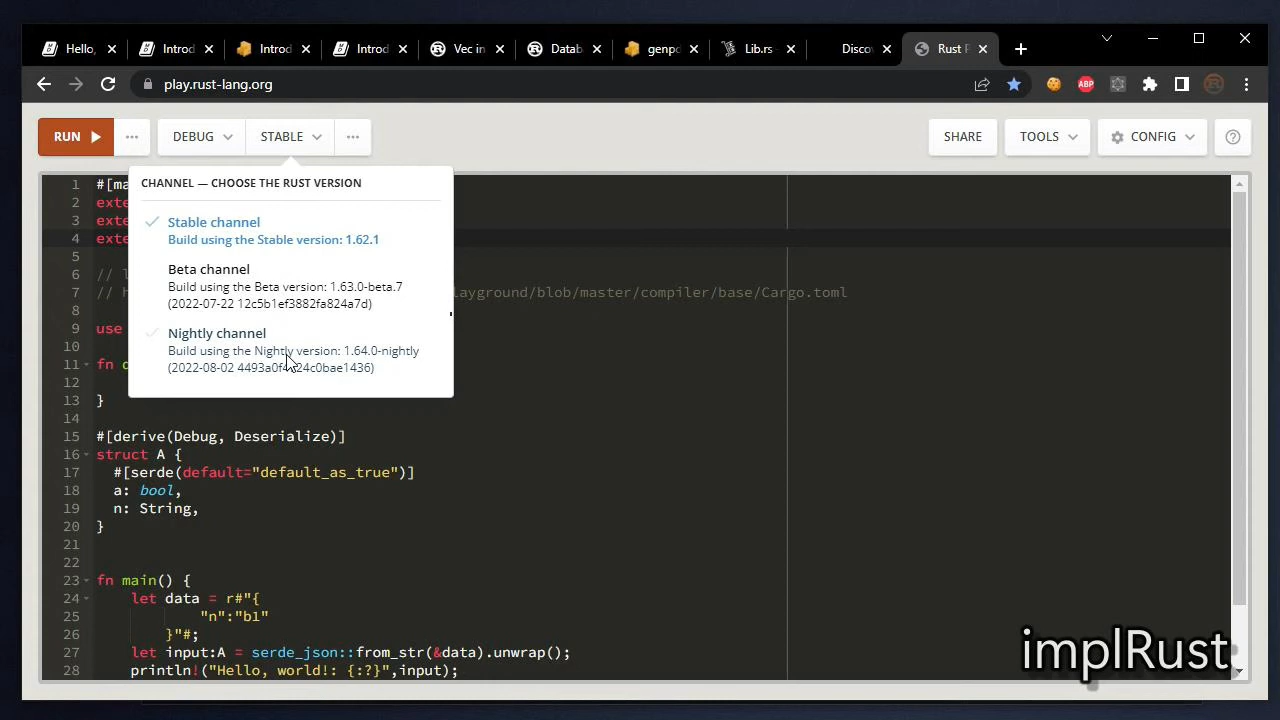 Hello,
Introd
Introd
Introd
Vec in
Datab
genpc
Lib.rs -
Discov
Rust P
play.rust-lang.org
ABP
RUN
DEBUG
STABLE
SHARE
TOOLS
CONFIG
CHANNEL — CHOOSE THE RUST VERSION
Stable channel
Build using the Stable version: 1.62.1
Beta channel
Build using the Beta version: 1.63.0-beta.7
(2022-07-22 12c5b1ef3882fa824a7d)
Nightly channel
Build using the Nightly version: 1.64.0-nightly
(2022-08-02 24c0bae1436)
1 #[ma
2 exte
3 exte
4 exte
5
6 // l
7 // h layground/blob/master/compiler/base/Cargo.toml
8
9 use
10
11 fn d
12
13 }
14
15 #[derive(Debug, Deserialize)]
16 struct A {
17 #[serde(default="default_as_true")]
18 a: bool,
19 n: String,
20 }
21
22
23 fn main() {
24 let data = r#"{
25 "n":"b1"
26 }"#;
27 let input:A = serde_json::from_str(&data).unwrap();
28 println!("Hello, world!: {:?}",input);
implRust